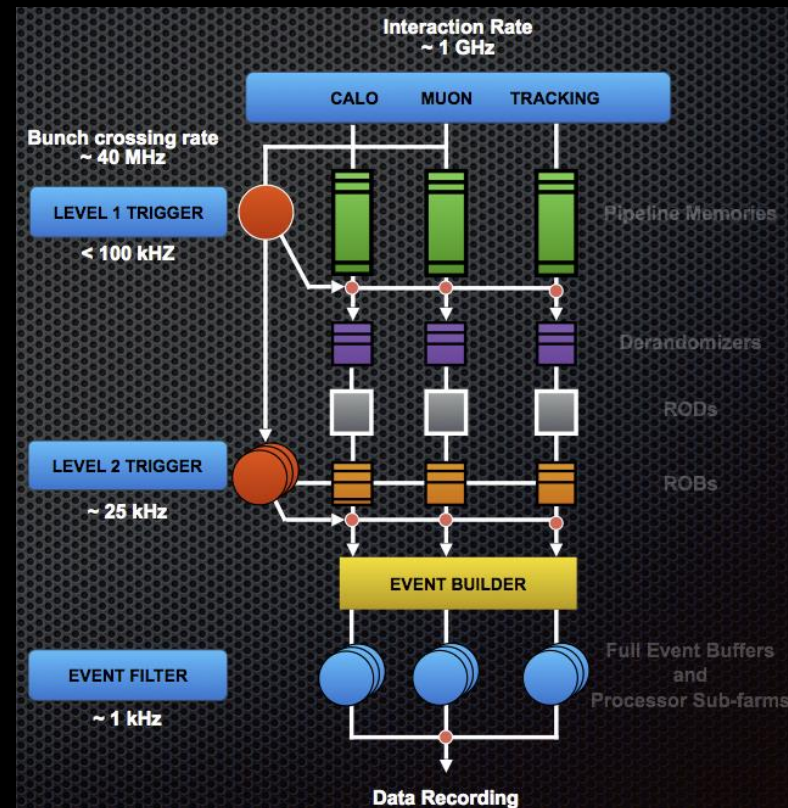 Interaction Rate
~ 1 GHz
CALO MUON TRACKING
Bunch crossing rate
~ 40 MHz
LEVEL 1 TRIGGER
< 100 kHZ
Pipeline Memories
Derandomizers
RODs
LEVEL 2 TRIGGER
~ 25 kHz
ROBs
EVENT BUILDER
EVENT FILTER
~ 1 kHz
Full Event Buffers
and
Processor Sub-farms
Data Recording